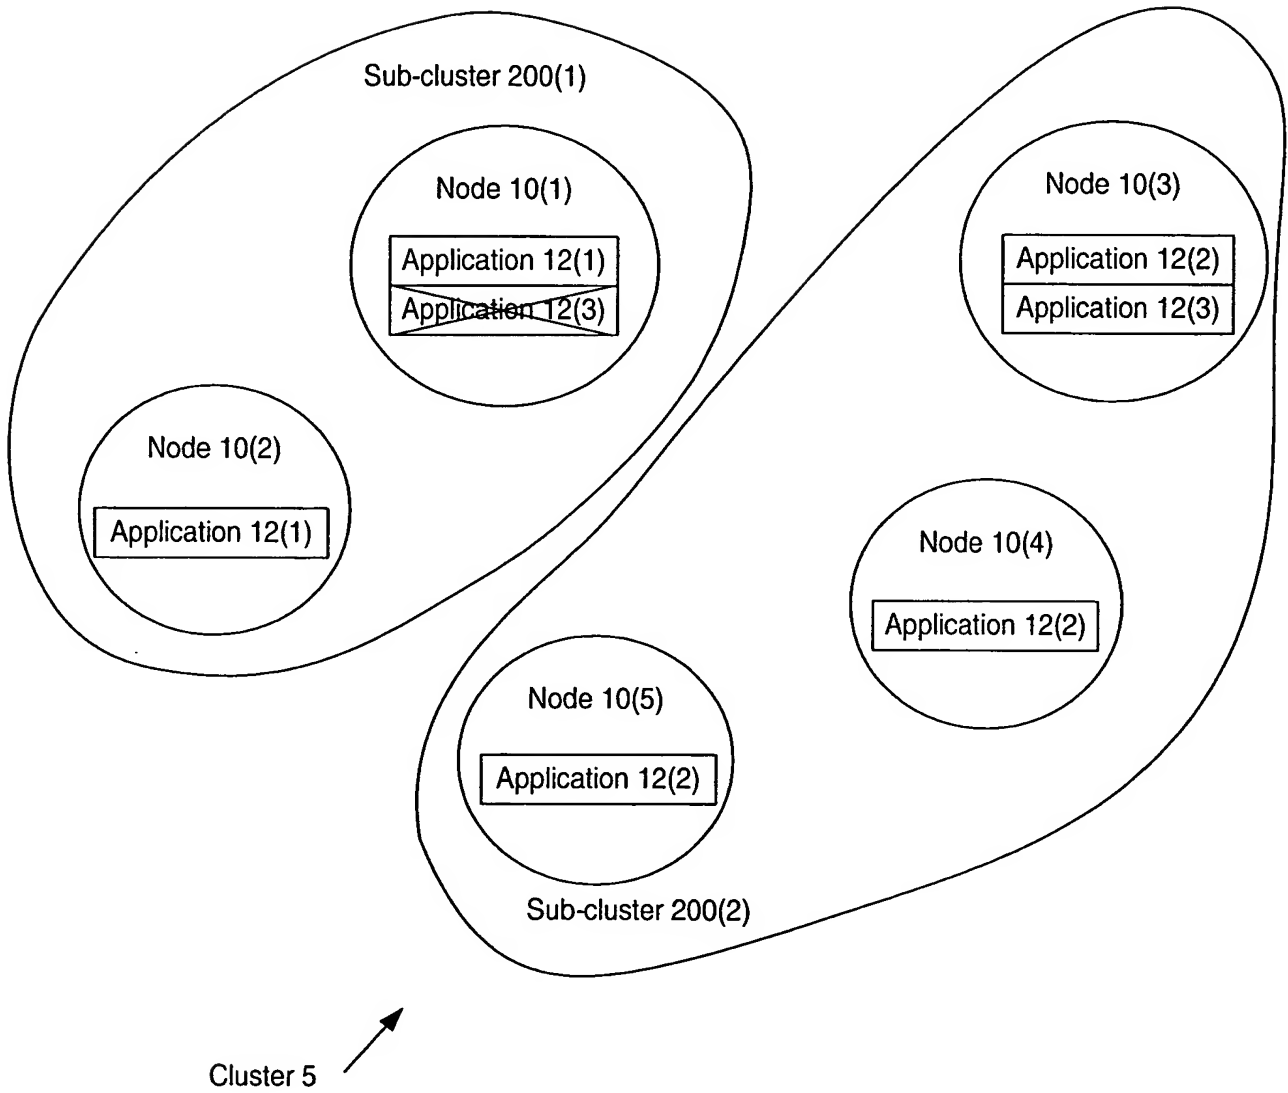 Sub-cluster 200(1)
Node 10(1)
Application 12(1)
Application 12(3)
Node 10(2)
Application 12(1)
Node 10(3)
Application 12(2)
Application 12(3)
Node 10(4)
Application 12(2)
Node 10(5)
Application 12(2)
Sub-cluster 200(2)
Cluster 5